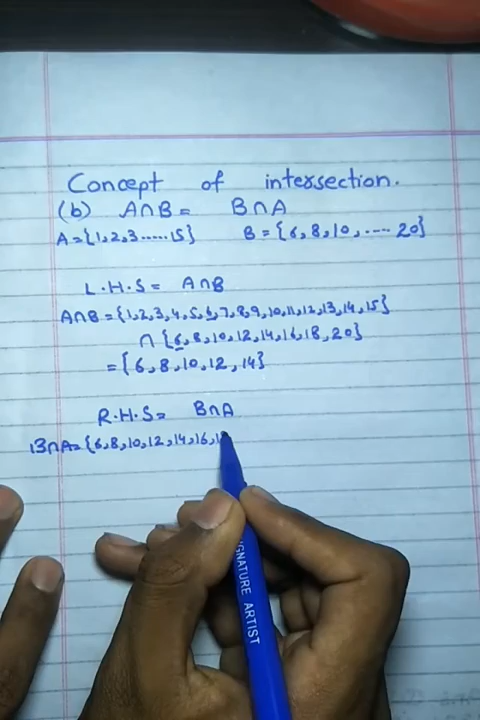 Concept of intersection.
(b) A∩B = B∩A
A={1,2,3......15} B={6,8,10,.....20}
L.H.S = A∩B
A∩B={1,2,3,4,5,6,7,8,9,10,11,12,13,14,15}
∩ {6,8,10,12,14,16,18,20}
={6,8,10,12,14}
R.H.S = B∩A
B∩A={6,8,10,12,14,16,1
GNATURE ARTIST